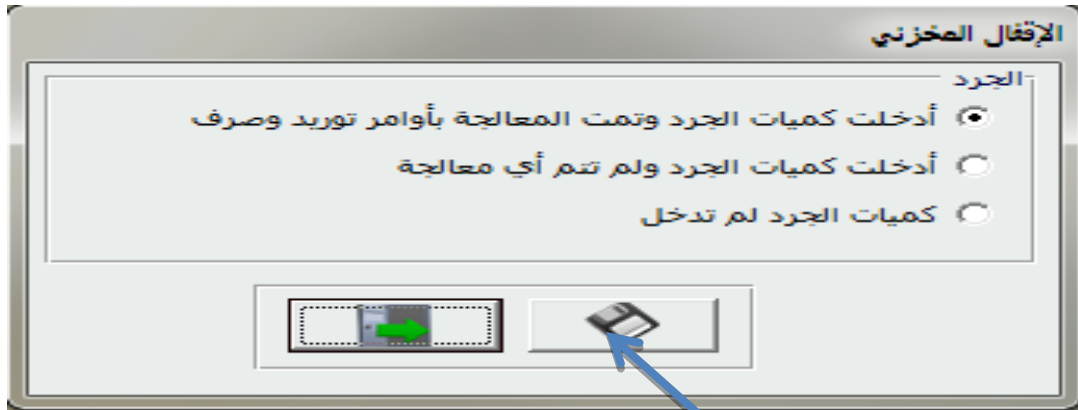 الإقفال المخزني
الجرد
أدخلت كميات الجرد وتمت المعالجة بأوامر توريد وصرف
أدخلت كميات الجرد ولم تتم أي معالجة
كميات الجرد لم تدخل